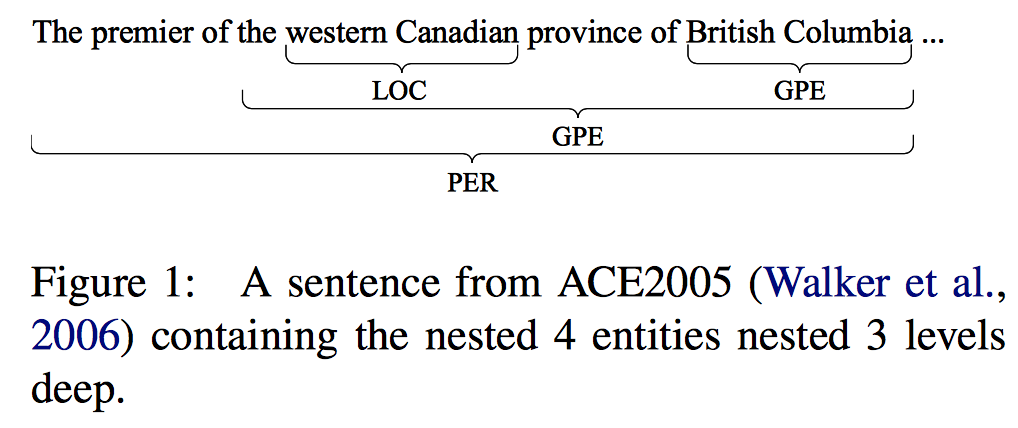 The premier of the western Canadian province of British Columbia ...
LOC GPE
GPE
PER
Figure 1: A sentence from ACE2005 (Walker et al.,
2006) containing the nested 4 entities nested 3 levels
deep.